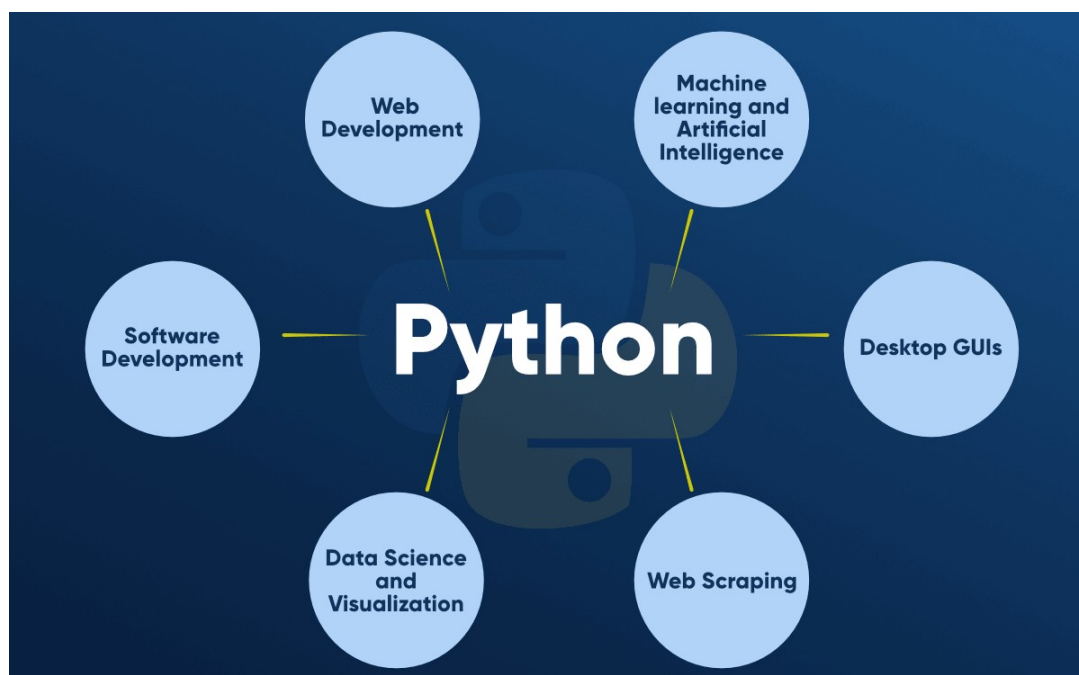 Web
Development
Machine
learning and
Artificial
Intelligence
Software
Development
Python
Desktop GUIs
Data Science
and
Visualization
Web Scraping